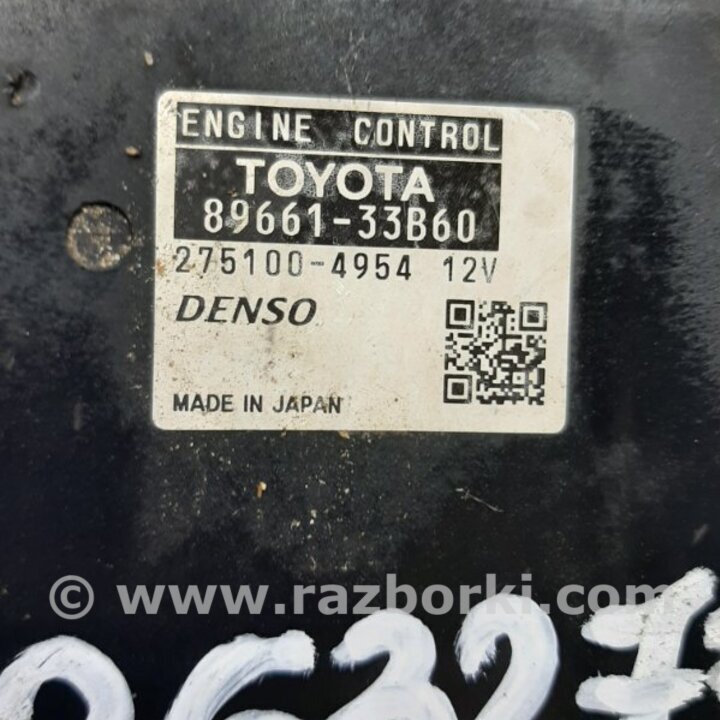 ENGINE CONTROL
TOYOTA
89661-33B60
275100-4954 12V
DENSO
MADE IN JAPAN
© www.razborki.com